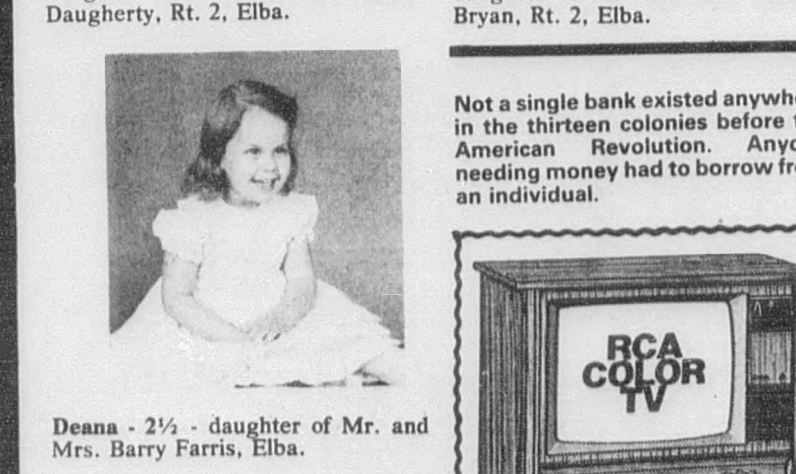 Daugherty, Rt. 2, Elba.
Deana - 2½ - daughter of Mr. and
Mrs. Barry Farris, Elba.
Bryan, Rt. 2, Elba.
Not a single bank existed anywhe
in the thirteen colonies before t
American Revolution. Anyo
needing money had to borrow fr
an individual.
RCA
COLOR
TV